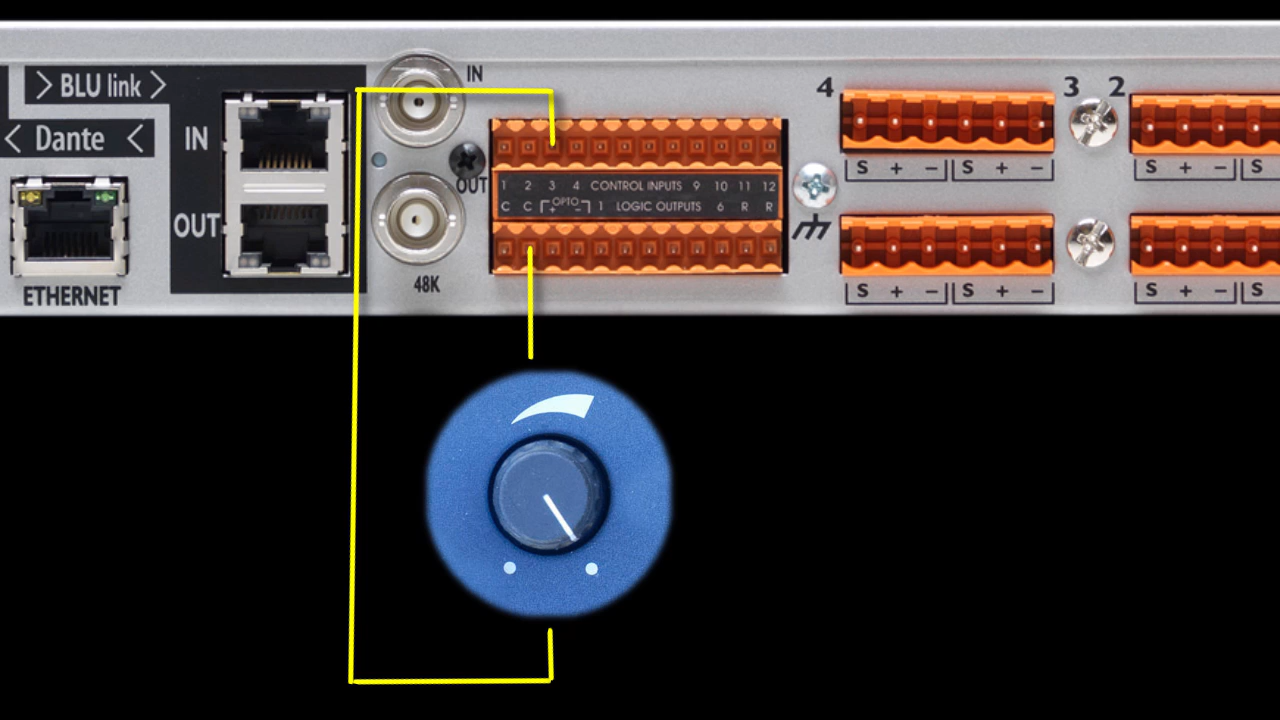 BLU link
IN
Dante
IN
OUT
OUT
ETHERNET
48K
1 2 3 4 CONTROL INPUTS 9 10 11 12
C C OPTO + − 1 LOGIC OUTPUTS 6 R R
4
3 2
S + − S + −
S + − S
S + − S + −
S + − S